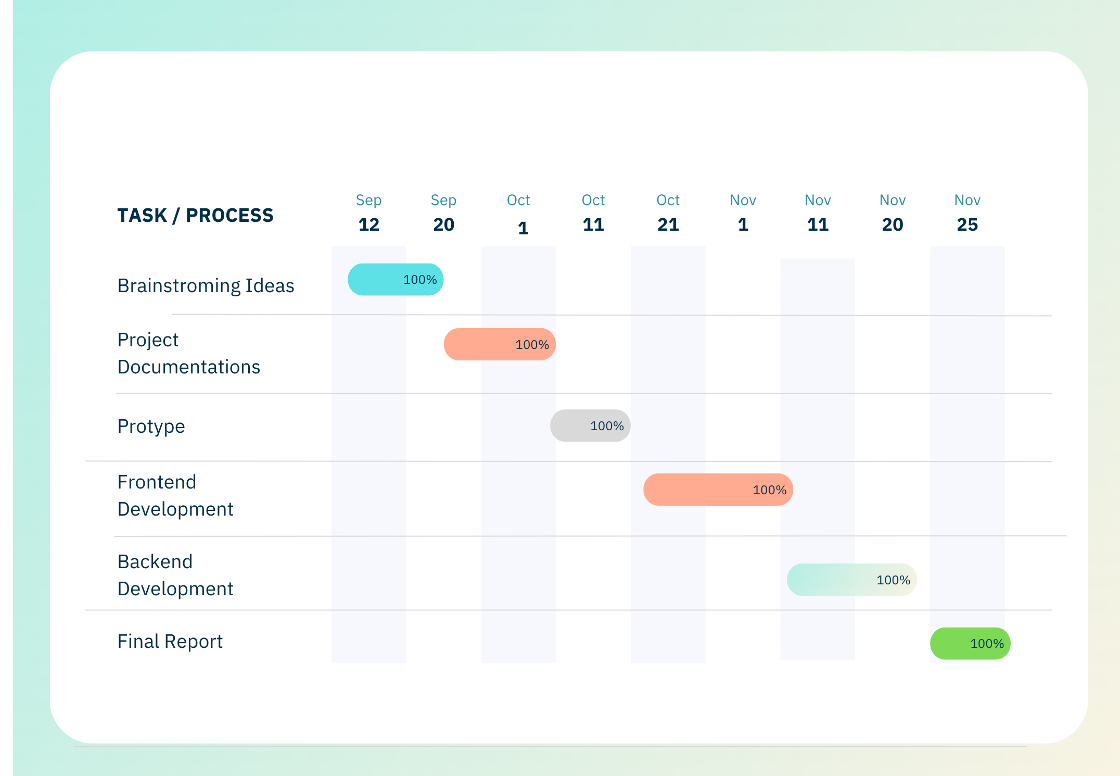 TASK / PROCESS
Sep Sep Oct Oct Oct Nov Nov Nov Nov
12 20 1 11 21 1 11 20 25
Brainstroming Ideas
100%
Project
Documentations
100%
Protype
100%
Frontend
Development
100%
Backend
Development
100%
Final Report
100%